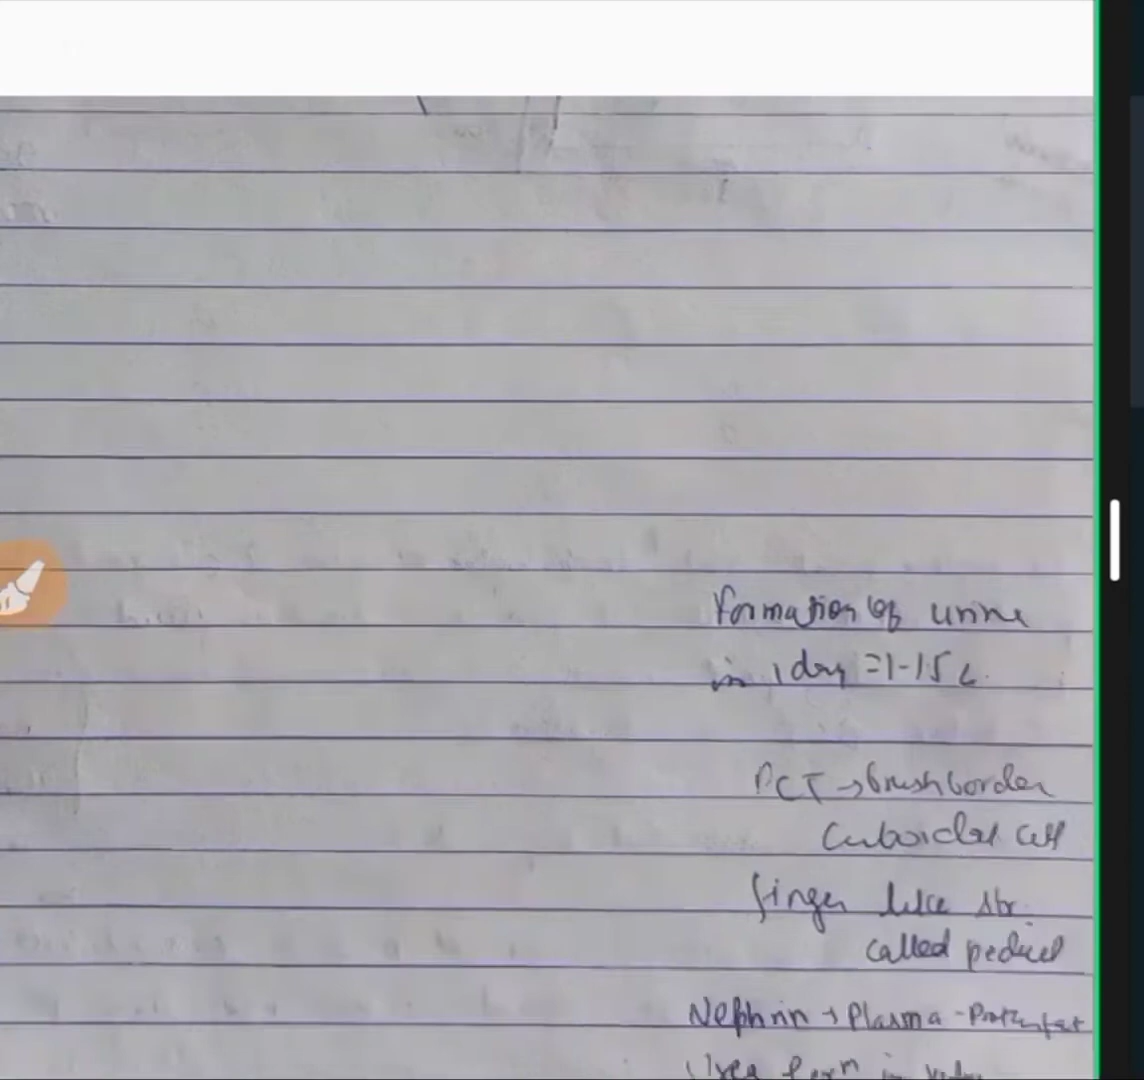 Formation of urine
in 1 day = 1-1.5 L
PCT → brush border
Cuboidal cell
finger like str.
called pedicel
Nephrin → Plasma -
Urea